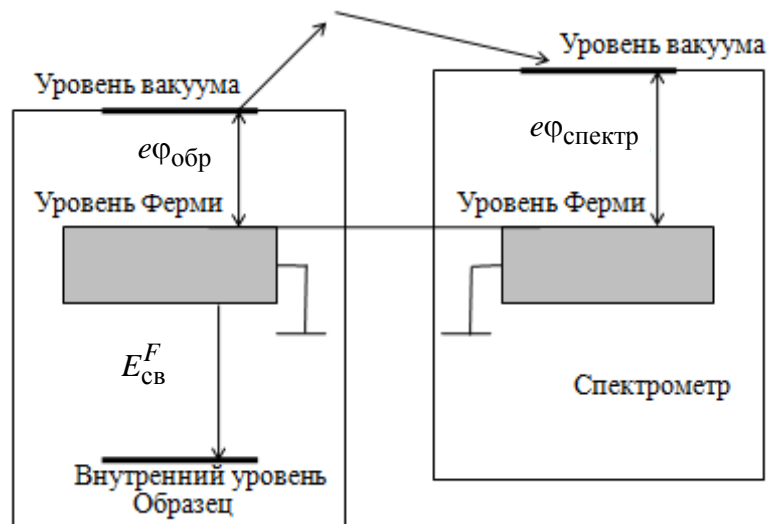 Уровень вакуума
Уровень вакуума
eφобр
eφспектр
Уровень Ферми
Уровень Ферми
E^F_св
Спектрометр
Внутренний уровень
Образец